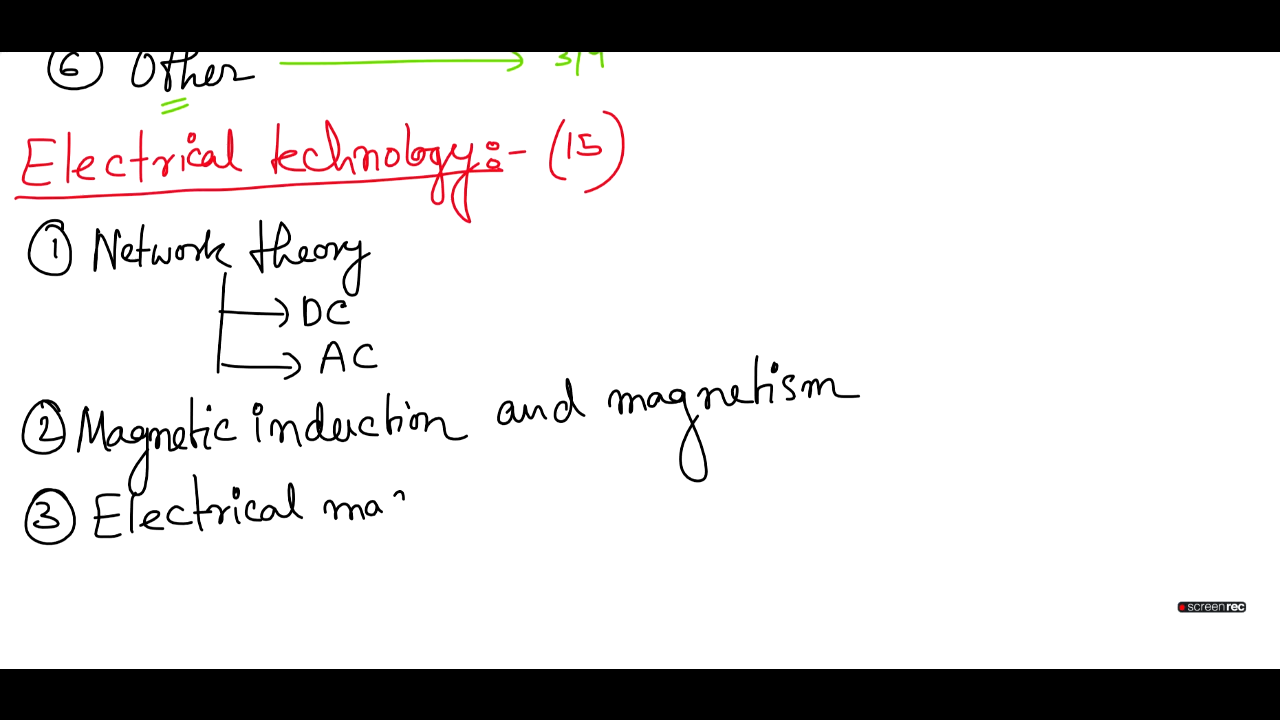 ⑥ Other → 3/4
Electrical technology:- (15)
① Network theory
→ DC
→ AC
② Magnetic induction and magnetism
③ Electrical ma
screenrec